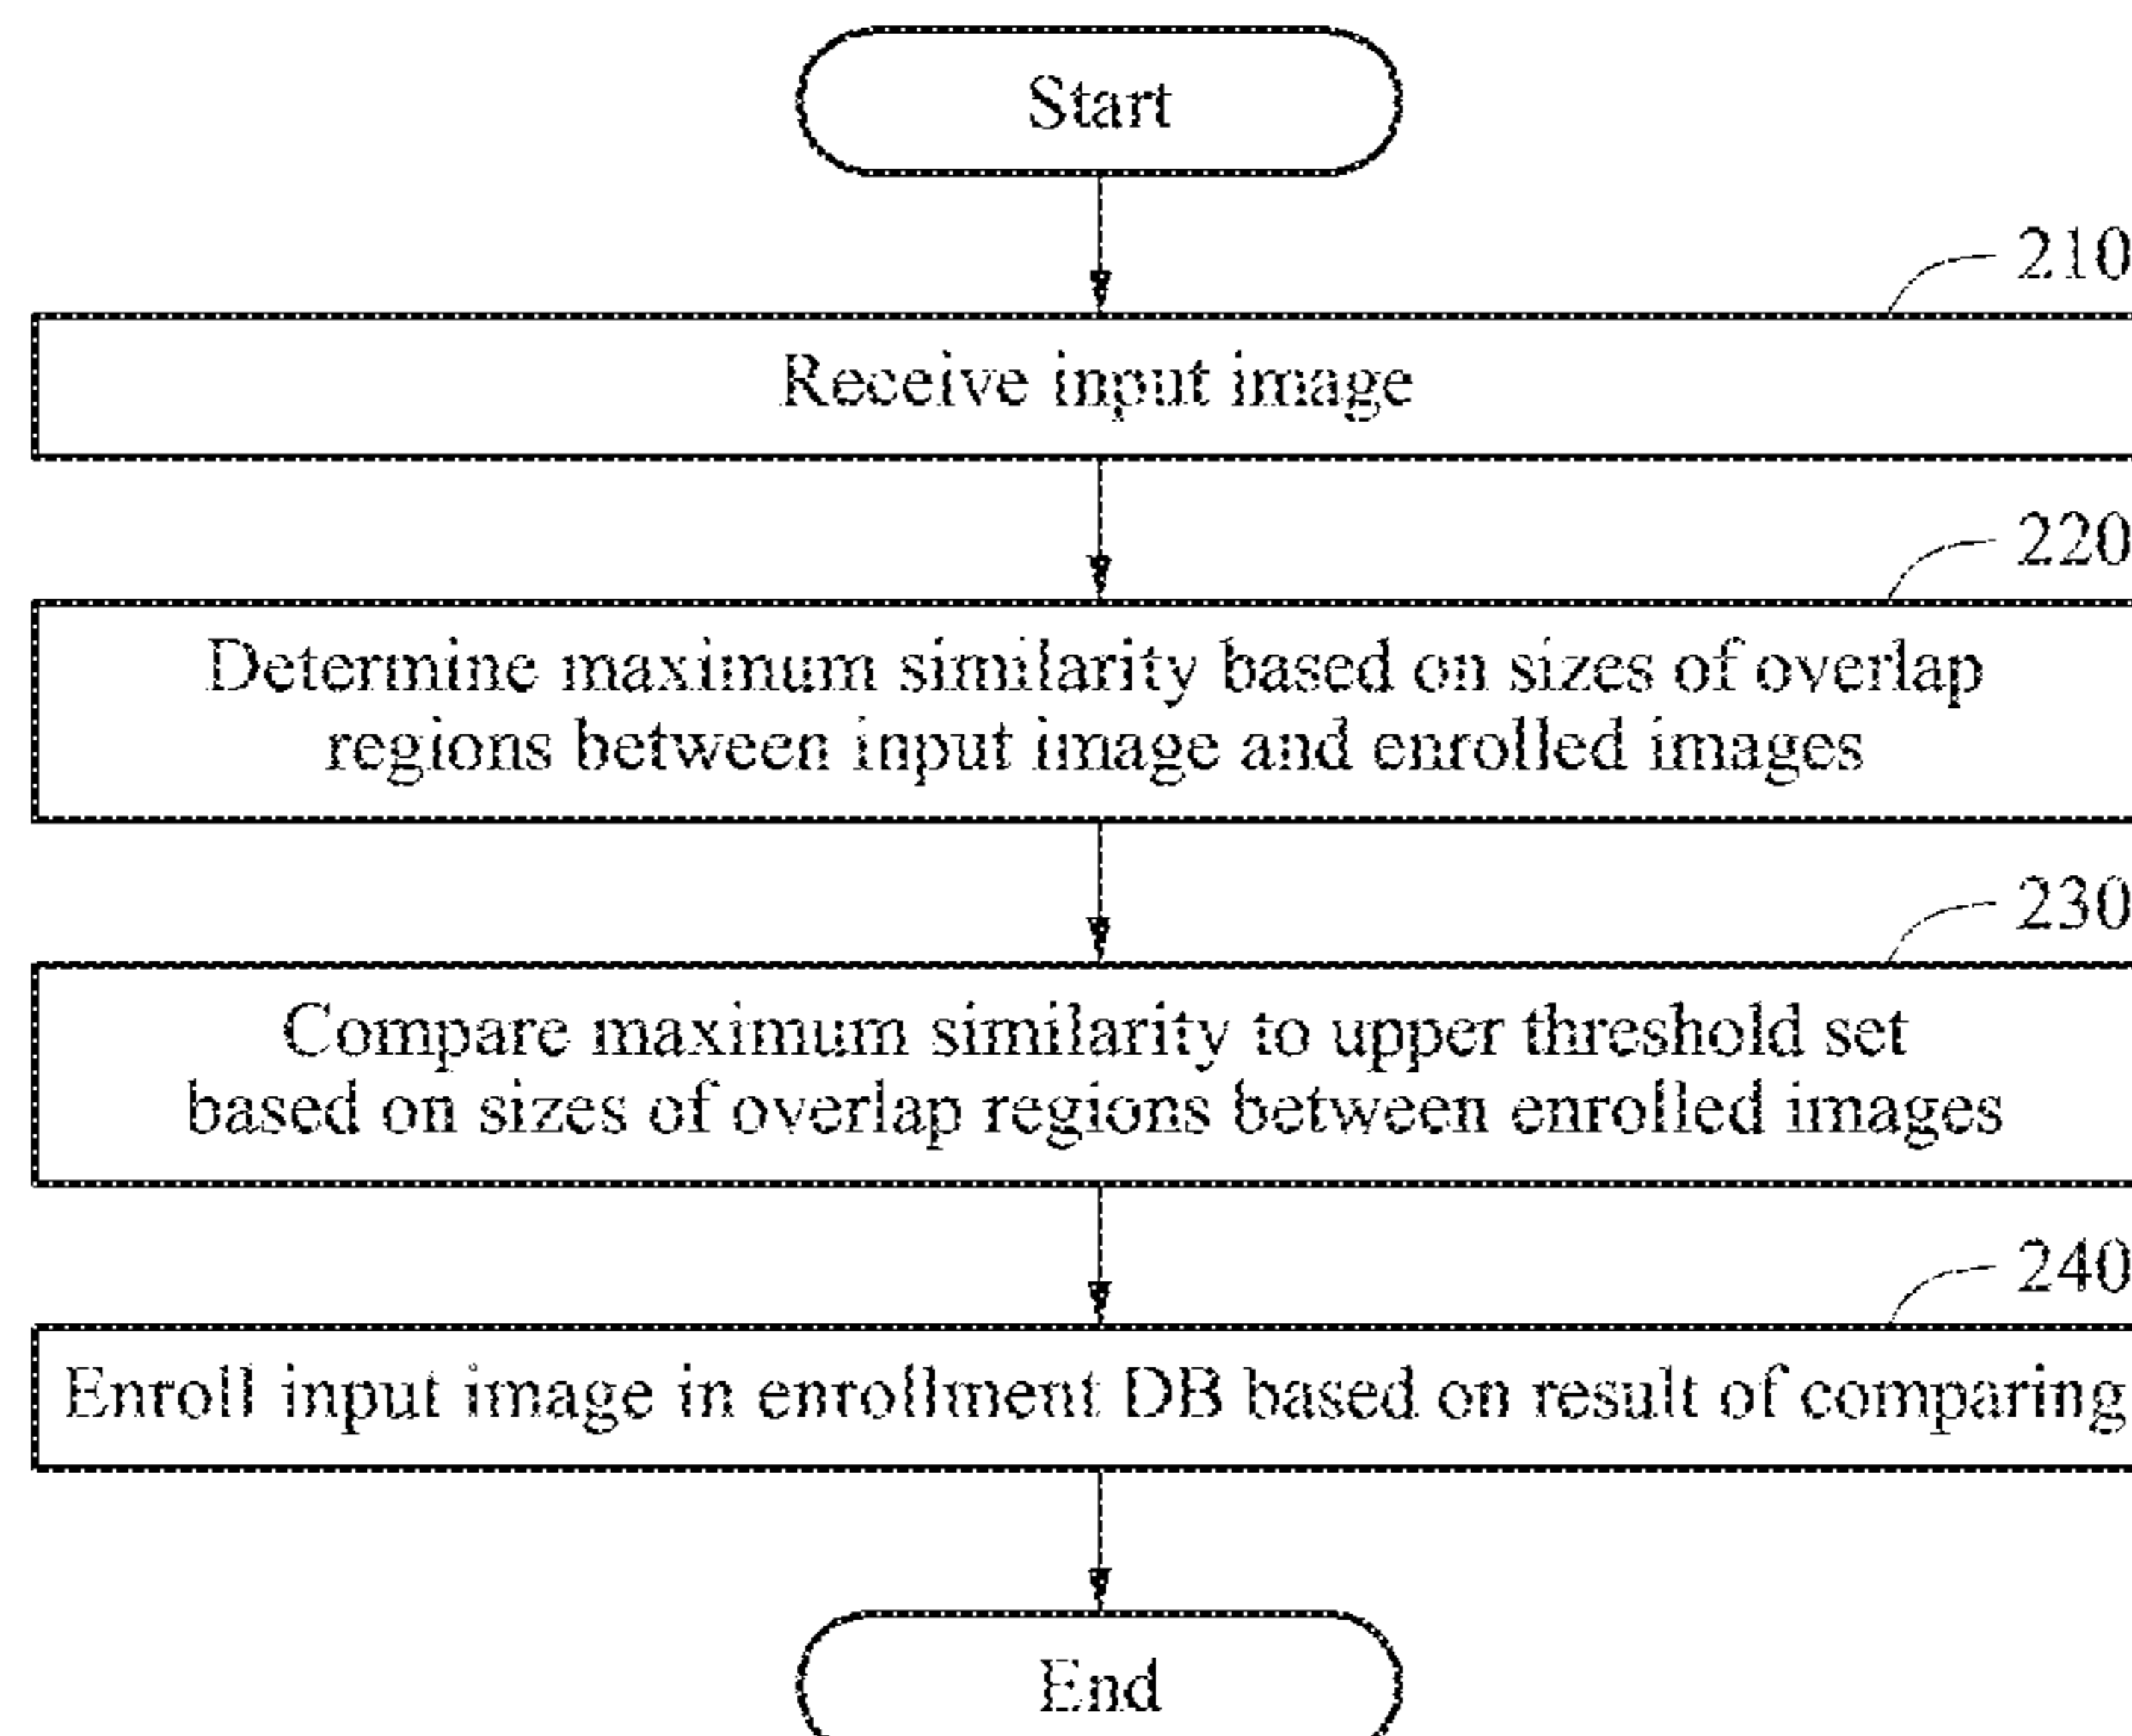 Start
210
Receive input image
220
Determine maximum similarity based on sizes of overlap
regions between input image and enrolled images
230
Compare maximum similarity to upper threshold set
based on sizes of overlap regions between enrolled images
240
Enroll input image in enrollment DB based on result of comparing
End